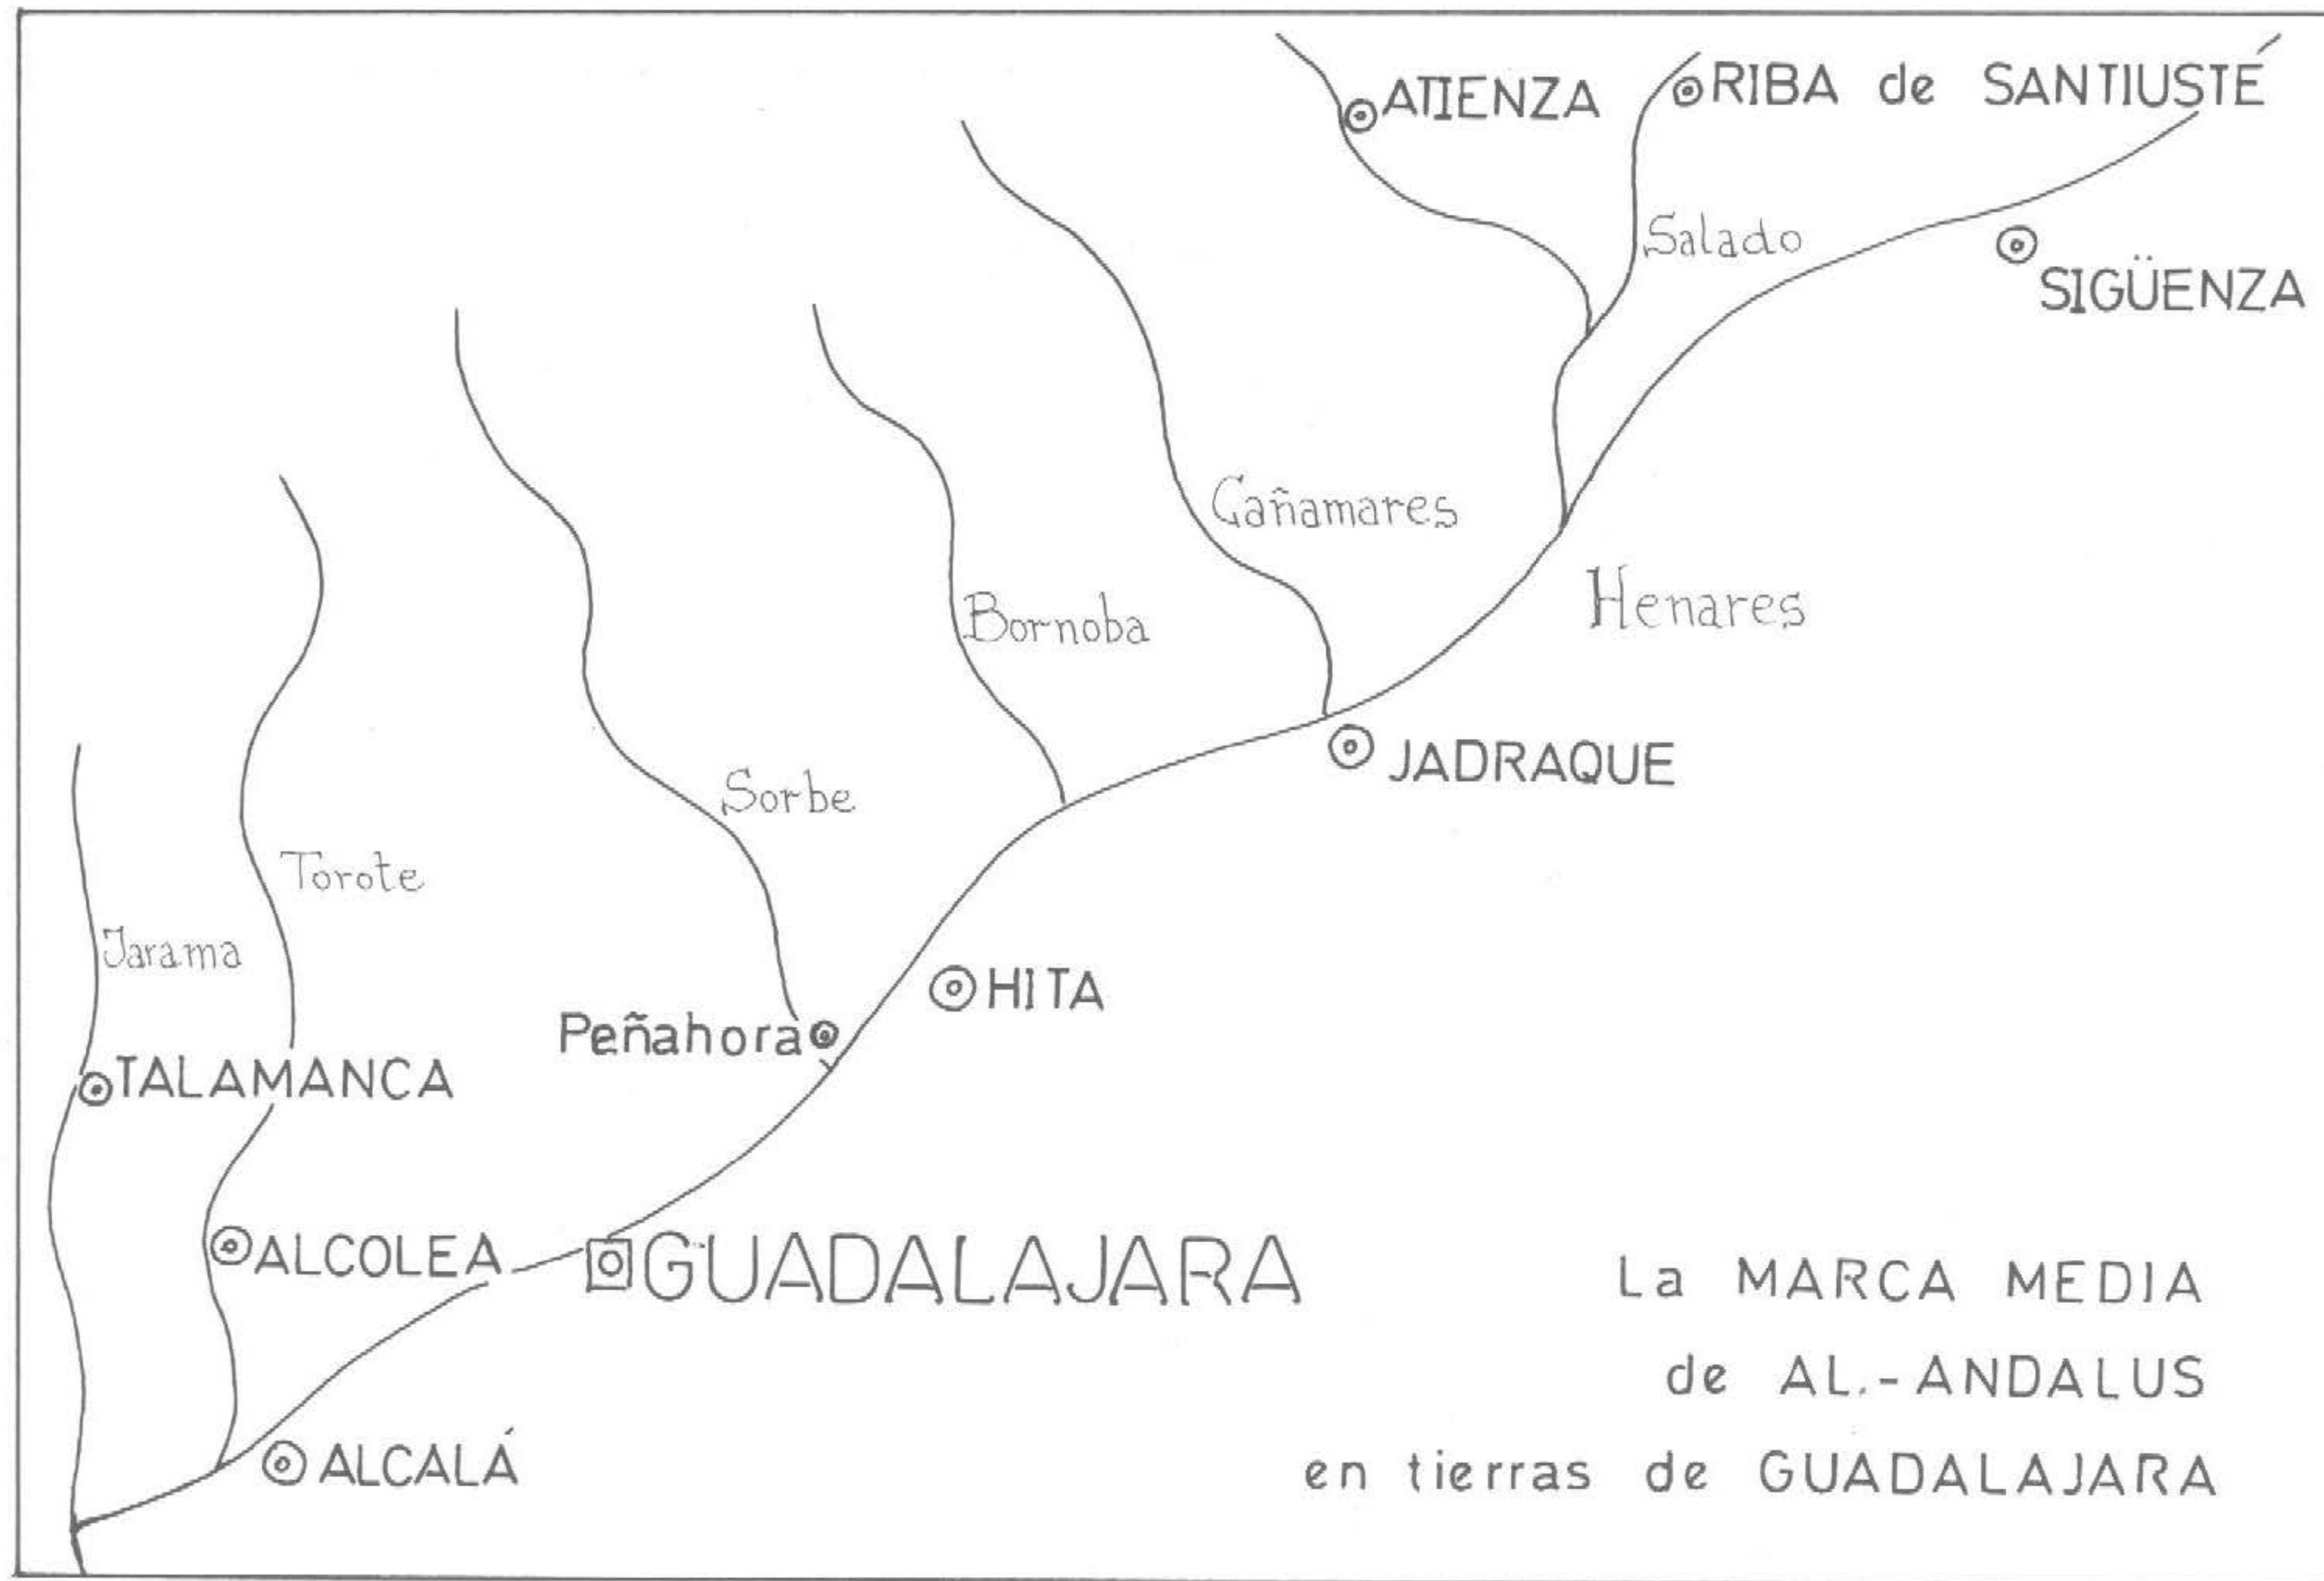 ATIENZA
RIBA de SANTIUSTÉ
Salado
SIGÜENZA
Cañamares
Henares
Bornoba
JADRAQUE
Sorbe
Torote
Jarama
HITA
Peñahora
TALAMANCA
ALCOLEA
GUADALAJARA
ALCALÁ
La MARCA MEDIA
de AL.-ANDALUS
en tierras de GUADALAJARA